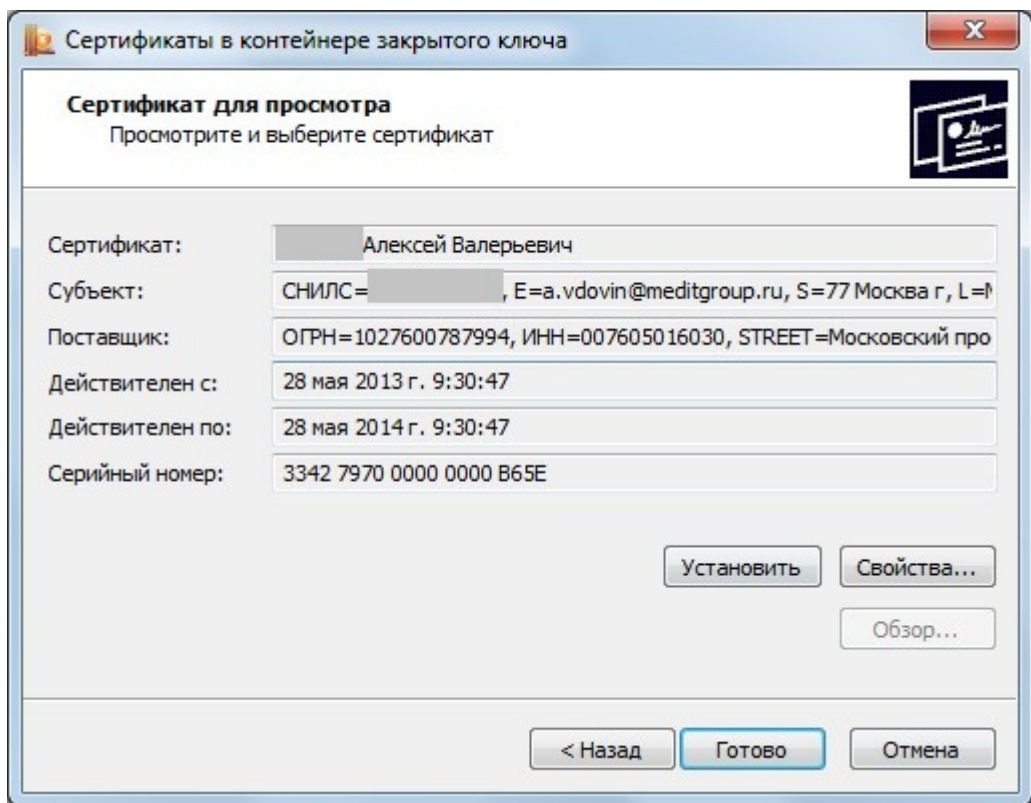 Сертификаты в контейнере закрытого ключа
Сертификат для просмотра
Просмотрите и выберите сертификат
Сертификат: Алексей Валерьевич
Субъект: СНИЛС= , E=a.vdovin@meditgroup.ru, S=77 Москва г, L=
Поставщик: ОГРН=1027600787994, ИНН=007605016030, STREET=Московский про
Действителен с: 28 мая 2013 г. 9:30:47
Действителен по: 28 мая 2014 г. 9:30:47
Серийный номер: 3342 7970 0000 0000 B65E
Установить Свойства...
Обзор...
< Назад Готово Отмена